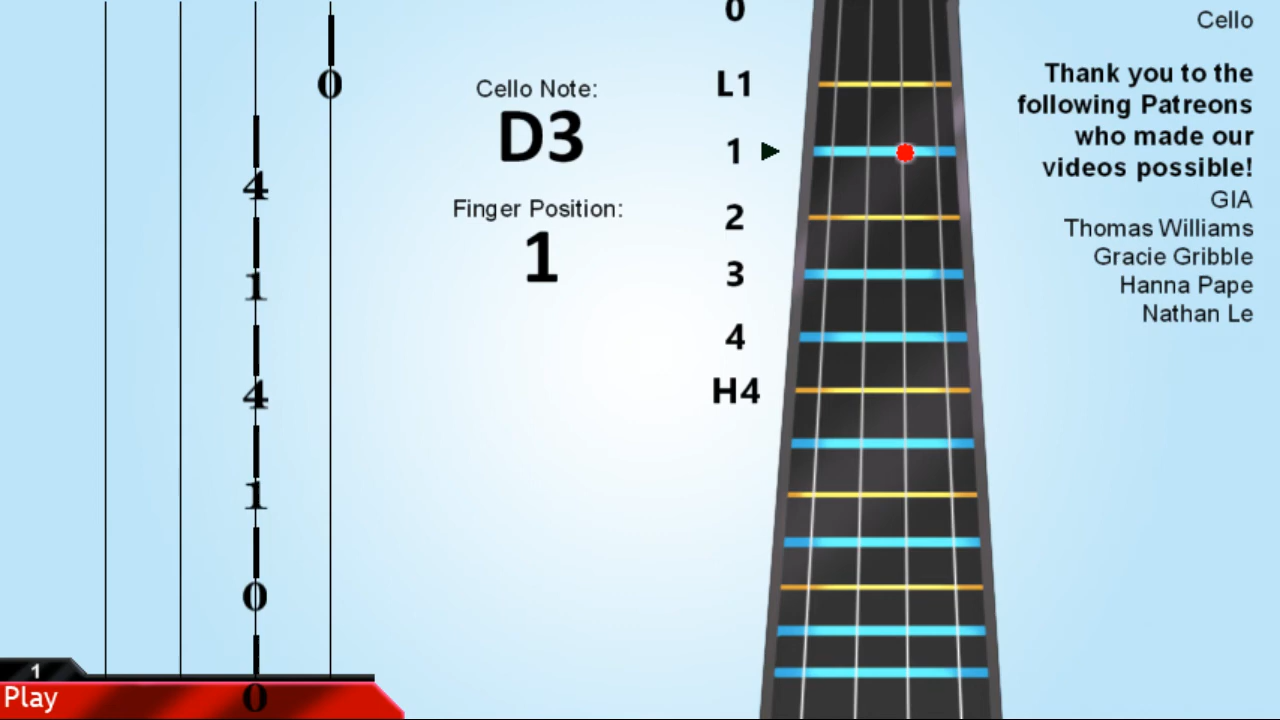 0
4
1
4
1
0
1
Play
0
Cello Note:
D3
Finger Position:
1
0
L1
1
2
3
4
H4
Cello
Thank you to the
following Patreons
who made our
videos possible!
GIA
Thomas Williams
Gracie Gribble
Hanna Pape
Nathan Le